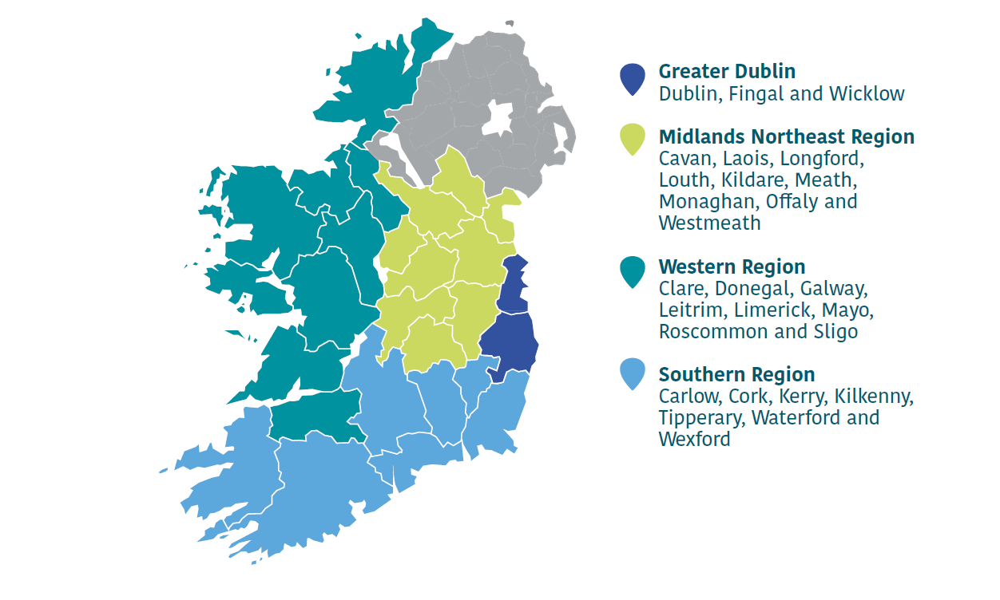 Greater Dublin
Dublin, Fingal and Wicklow
Midlands Northeast Region
Cavan, Laois, Longford,
Louth, Kildare, Meath,
Monaghan, Offaly and
Westmeath
Western Region
Clare, Donegal, Galway,
Leitrim, Limerick, Mayo,
Roscommon and Sligo
Southern Region
Carlow, Cork, Kerry, Kilkenny,
Tipperary, Waterford and
Wexford